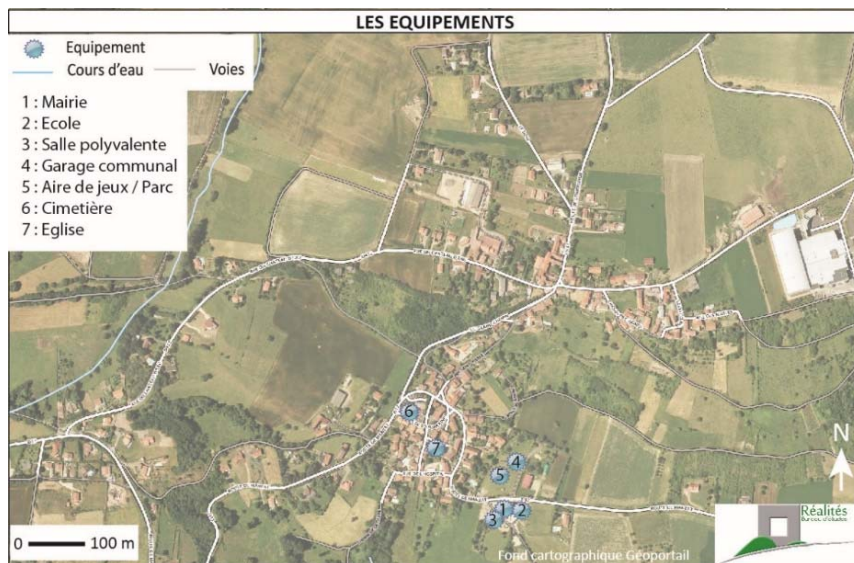 LES EQUIPEMENTS
Equipement
Cours d'eau
Voies
1 : Mairie
2 : Ecole
3 : Salle polyvalente
4 : Garage communal
5 : Aire de jeux / Parc
6 : Cimetière
7 : Eglise
6
7
4
5
1 2
3
N
0 100 m
Fond cartographique Géoportail
Réalités
Bureau d'études